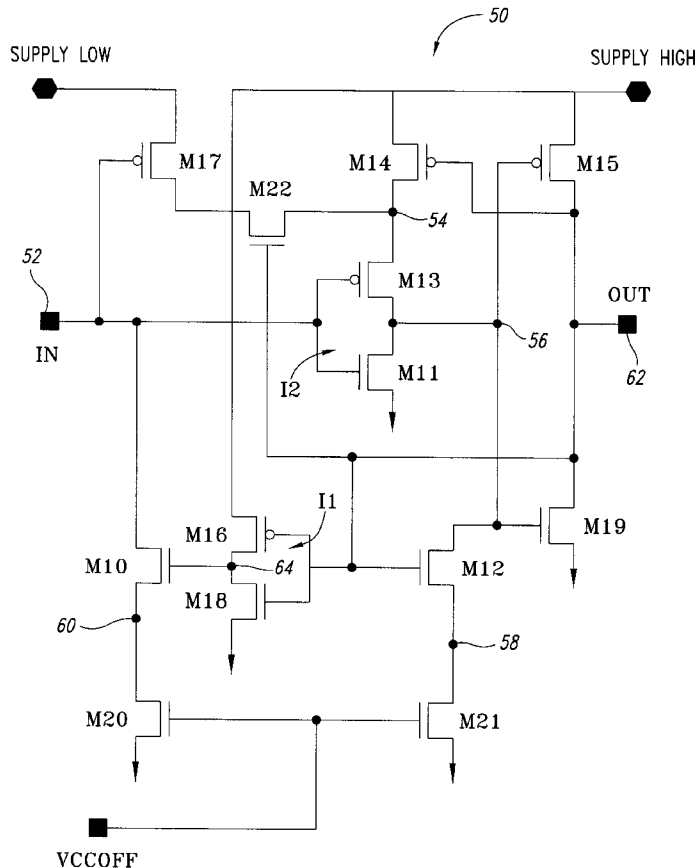 50
SUPPLY LOW
SUPPLY HIGH
M17
M14
M15
M22
54
52
M13
OUT
IN
56
I2
M11
62
I1
M16
M19
M10
64
M12
M18
60
58
M20
M21
VCCOFF